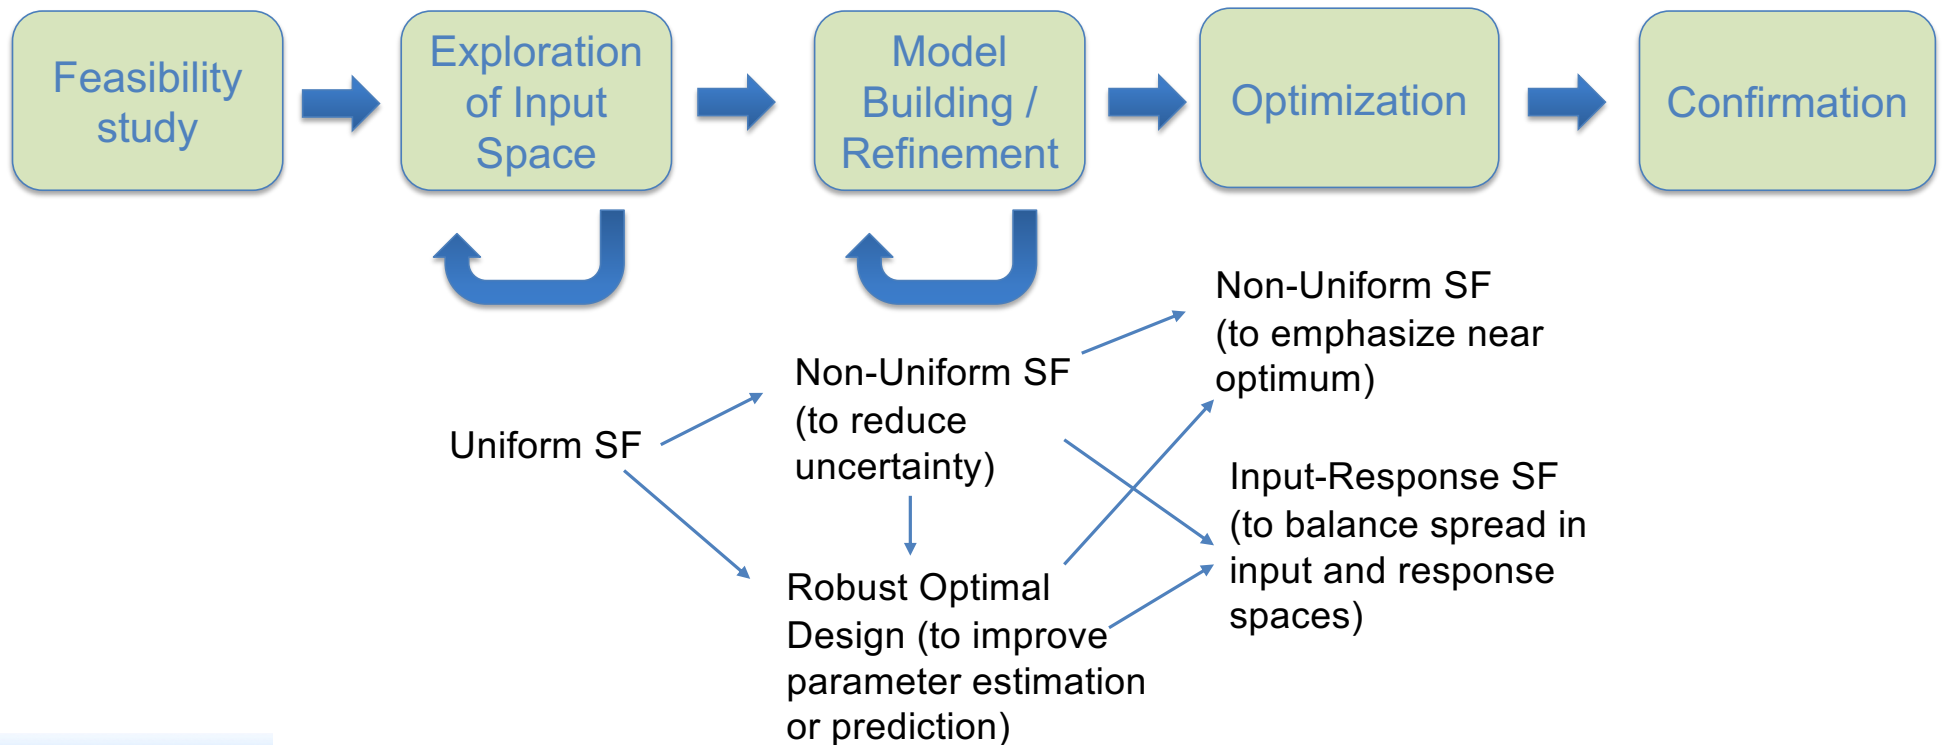 Feasibility
study
Exploration
of Input
Space
Model
Building /
Refinement
Optimization
Confirmation
Uniform SF
Non-Uniform SF
(to reduce
uncertainty)
Robust Optimal
Design (to improve
parameter estimation
or prediction)
Non-Uniform SF
(to emphasize near
optimum)
Input-Response SF
(to balance spread in
input and response
spaces)